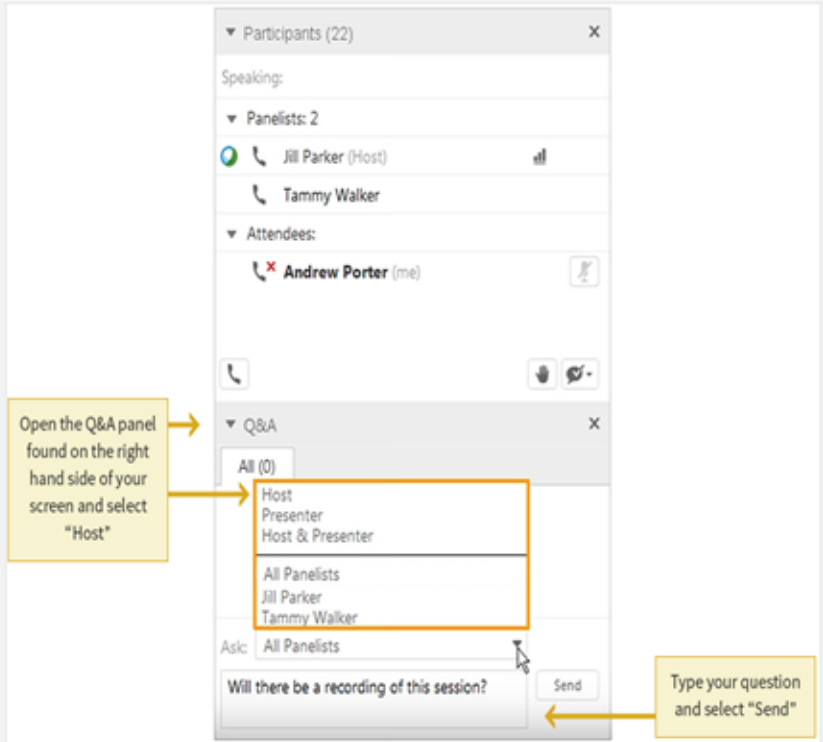 Participants (22)
Speaking:
Panelists: 2
Jill Parker (Host)
Tammy Walker
Attendees:
Andrew Porter (me)
Open the Q&A panel
found on the right
hand side of your
screen and select
“Host”
Q&A
All (0)
Host
Presenter
Host & Presenter
All Panelists
Jill Parker
Tammy Walker
Ask: All Panelists
Will there be a recording of this session?
Send
Type your question
and select “Send”